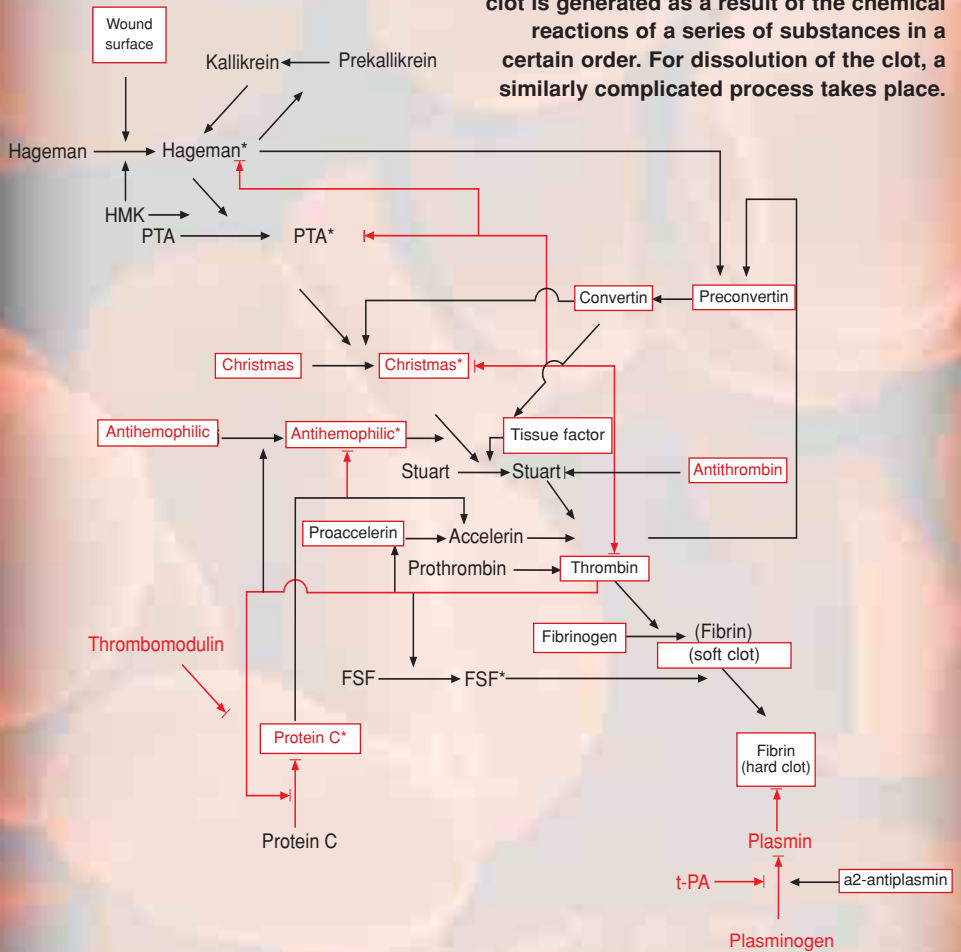 clot is generated as a result of the chemical
reactions of a series of substances in a
certain order. For dissolution of the clot, a
similarly complicated process takes place.
Wound
surface
Kallikrein
Prekallikrein
Hageman
Hageman*
HMK
PTA
PTA*
Convertin
Preconvertin
Christmas
Christmas*
Antihemophilic
Antihemophilic*
Tissue factor
Stuart
Stuart
Antithrombin
Proaccelerin
Accelerin
Prothrombin
Thrombin
Fibrinogen
(Fibrin)
(soft clot)
Thrombomodulin
FSF
FSF*
Protein C*
Fibrin
(hard clot)
Protein C
Plasmin
t-PA
a2-antiplasmin
Plasminogen